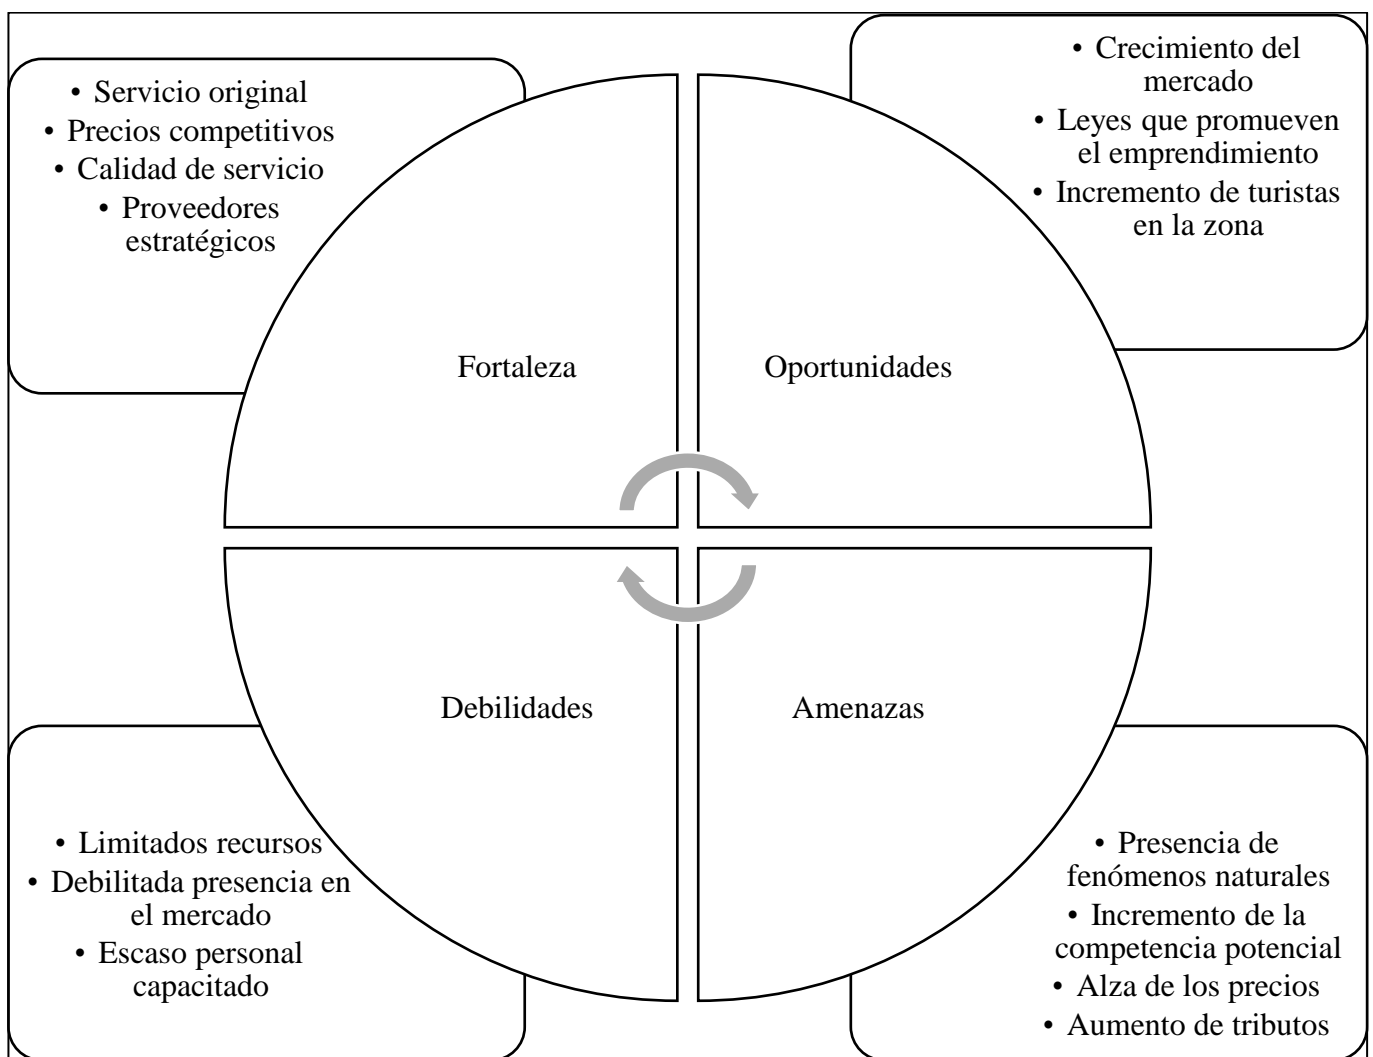 • Servicio original
• Precios competitivos
• Calidad de servicio
• Proveedores
estratégicos
• Crecimiento del
mercado
• Leyes que promueven
el emprendimiento
• Incremento de turistas
en la zona
Fortaleza
Oportunidades
Debilidades
Amenazas
• Limitados recursos
• Debilitada presencia en
el mercado
• Escaso personal
capacitado
• Presencia de
fenómenos naturales
• Incremento de la
competencia potencial
• Alza de los precios
• Aumento de tributos